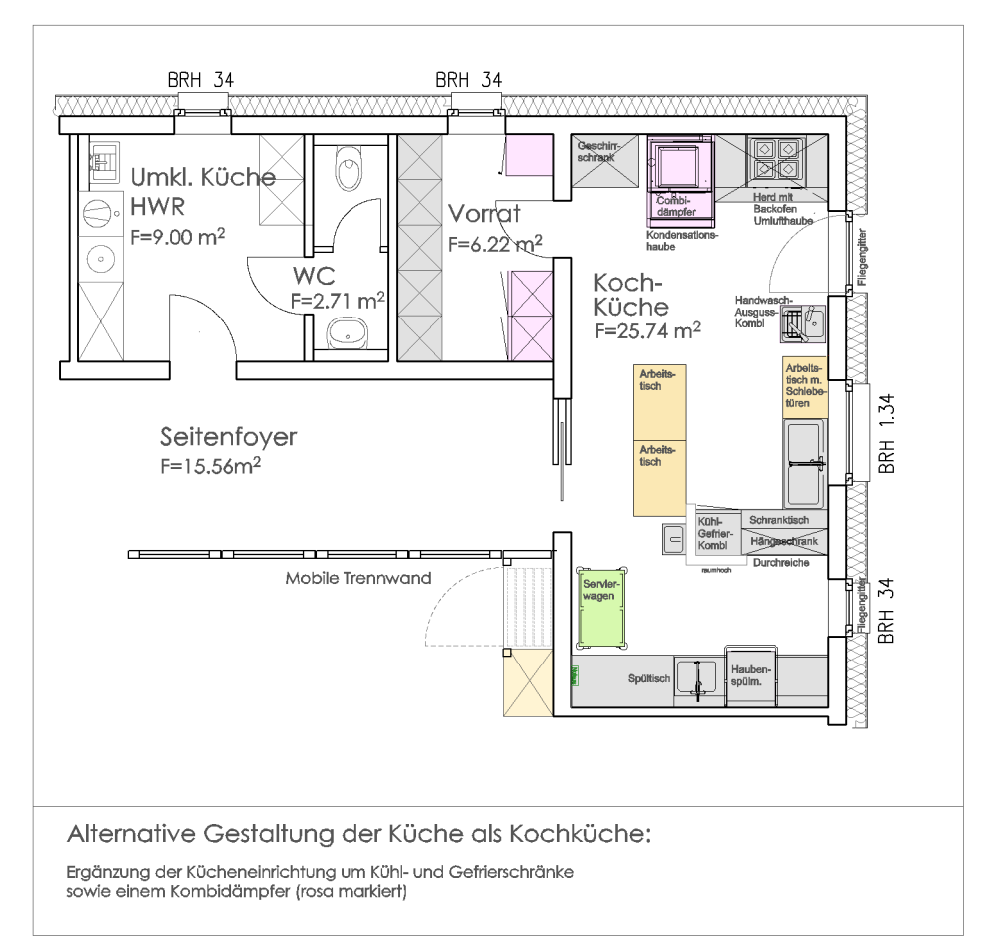 BRH 34
BRH 34
Umkl. Küche
HWR
F=9.00 m²
WC
F=2.71 m²
Vorrat
F=6.22 m²
Geschirr-
schrank
Combi-
dämpfer
Kondensations-
haube
Herd mit
Backofen
Umlufthaube
Fliegengitter
Koch-
Küche
F=25.74 m²
Handwasch-
Ausguss-
Kombi
Arbeits-
tisch
Arbeits-
tisch m.
Schiebe-
türen
BRH 1.34
Seitenfoyer
F=15.56m²
Arbeits-
tisch
Kühl-
Gefrier-
Kombi
Schranktisch
Hängeschrank
Durchreiche
raumhoch
Mobile Trennwand
Servier-
wagen
Fliegengitter
BRH 34
Spültisch
Hauben-
spülm.
Alternative Gestaltung der Küche als Kochküche:
Ergänzung der Kücheneinrichtung um Kühl- und Gefrierschränke
sowie einem Kombidämpfer (rosa markiert)